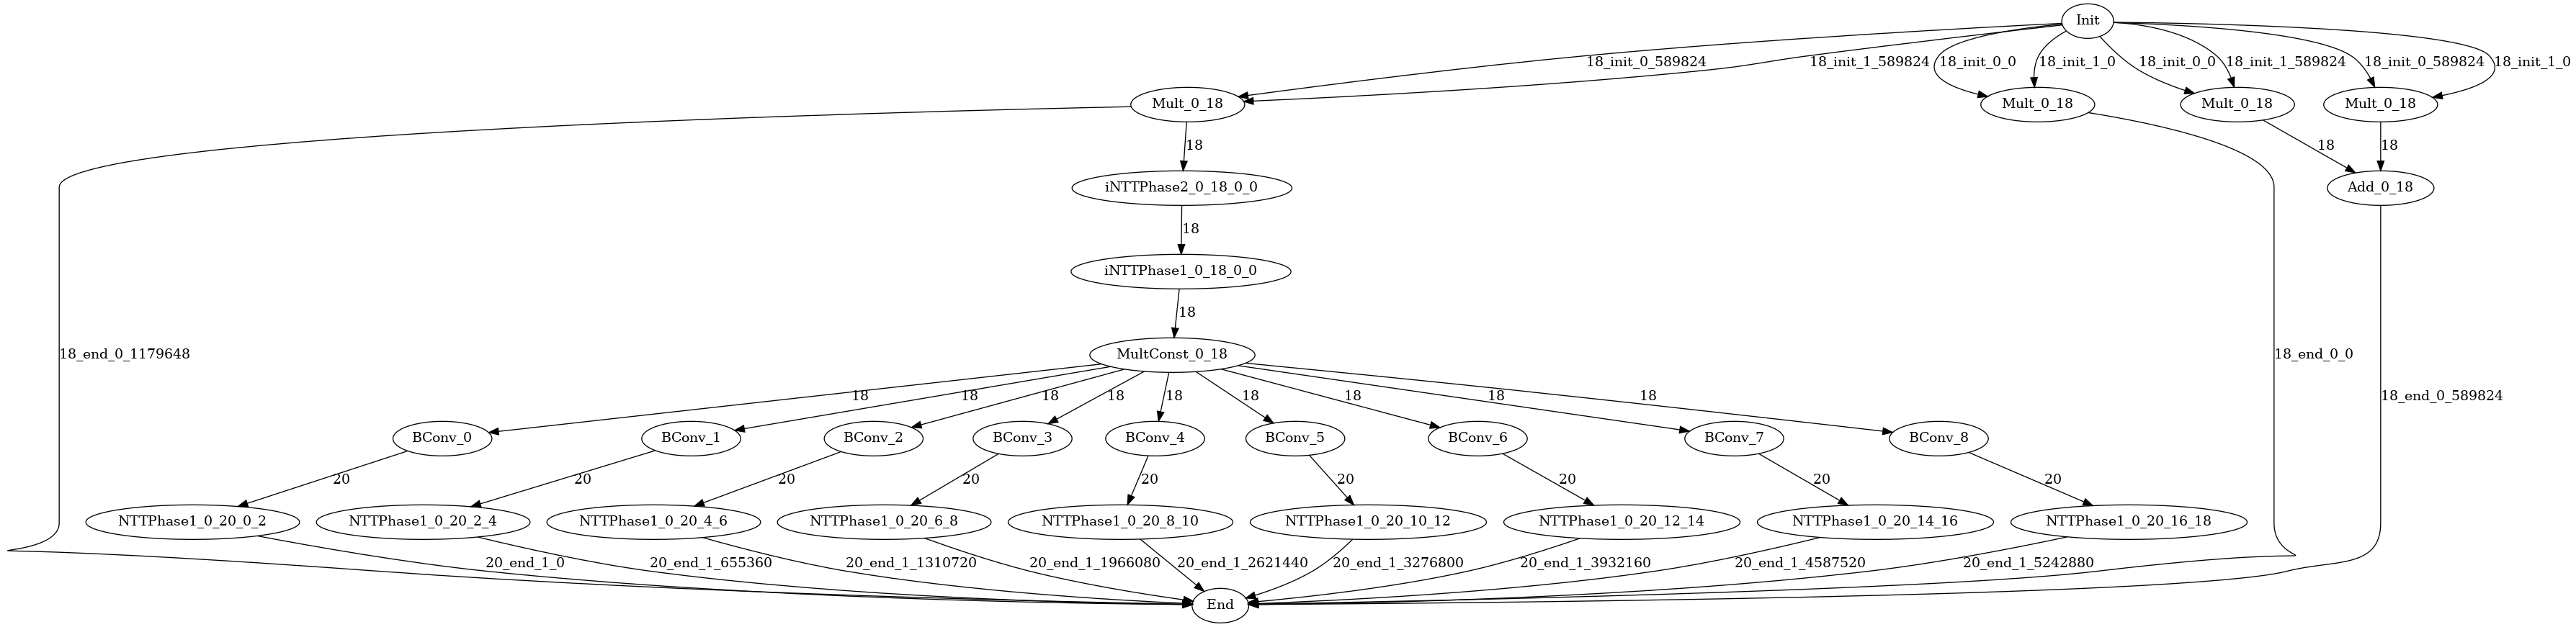 Init
18_init_0_589824
18_init_1_589824
18_init_0_0
18_init_1_0
18_init_0_0
18_init_1_589824
18_init_0_589824
18_init_1_0
Mult_0_18
Mult_0_18
Mult_0_18
Mult_0_18
18
18
18
iNTTPhase2_0_18_0_0
Add_0_18
18
iNTTPhase1_0_18_0_0
18
MultConst_0_18
18_end_0_1179648
18_end_0_0
18
18
18
18
18
18
18
18
18
18_end_0_589824
BConv_0
BConv_1
BConv_2
BConv_3
BConv_4
BConv_5
BConv_6
BConv_7
BConv_8
20
20
20
20
20
20
20
20
20
NTTPhase1_0_20_0_2
NTTPhase1_0_20_2_4
NTTPhase1_0_20_4_6
NTTPhase1_0_20_6_8
NTTPhase1_0_20_8_10
NTTPhase1_0_20_10_12
NTTPhase1_0_20_12_14
NTTPhase1_0_20_14_16
NTTPhase1_0_20_16_18
20_end_1_0
20_end_1_655360
20_end_1_1310720
20_end_1_1966080
20_end_1_2621440
20_end_1_3276800
20_end_1_3932160
20_end_1_4587520
20_end_1_5242880
End